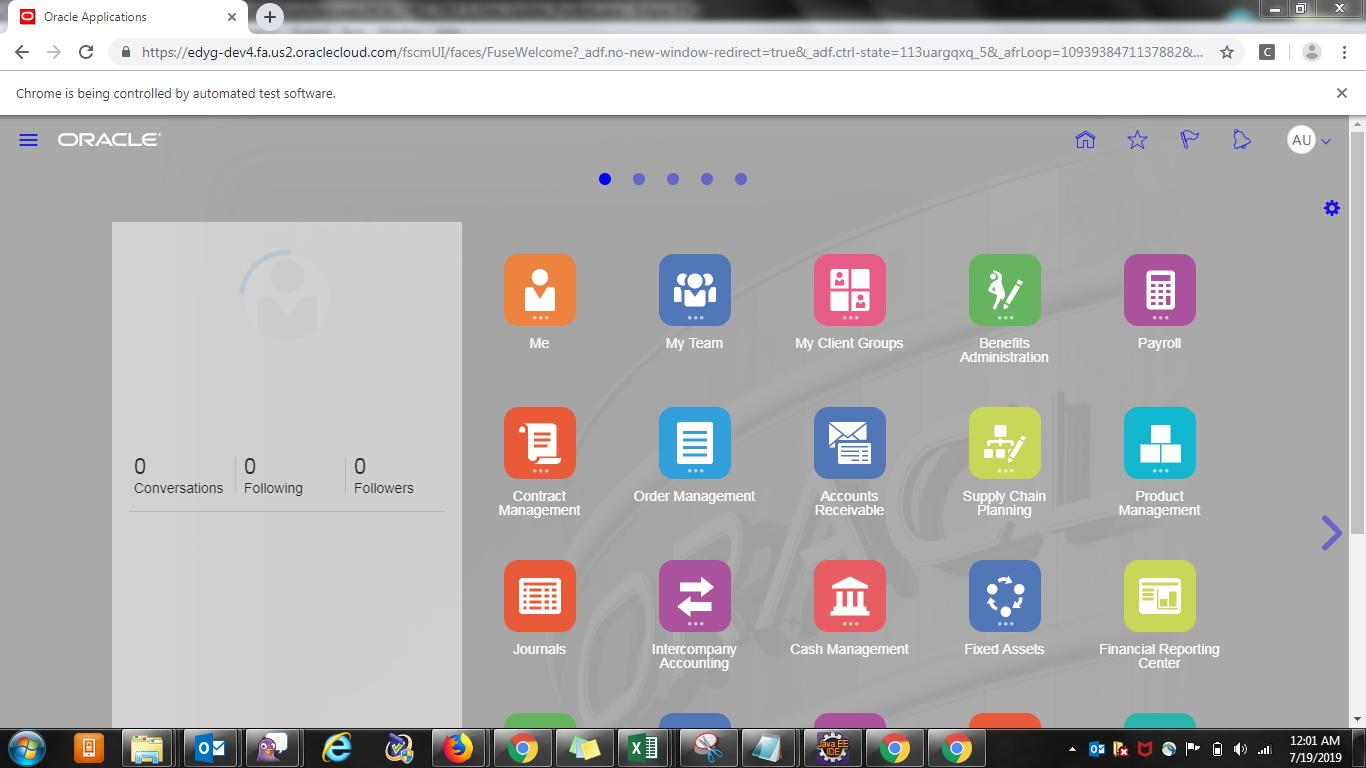 Oracle Applications
https://edyg-dev4.fa.us2.oraclecloud.com/fscmUI/faces/FuseWelcome?_adf.no-new-window-redirect=true&_adf.ctrl-state=113uargqxq_5&_afrLoop=1093938471137882&...
C
Chrome is being controlled by automated test software.
ORACLE
AU
Me
My Team
My Client Groups
Benefits
Administration
Payroll
0
Conversations
0
Following
0
Followers
Contract
Management
Order Management
Accounts
Receivable
Supply Chain
Planning
Product
Management
Journals
Intercompany
Accounting
Cash Management
Fixed Assets
Financial Reporting
Center
Java EE
IDE
12:01 AM
7/19/2019